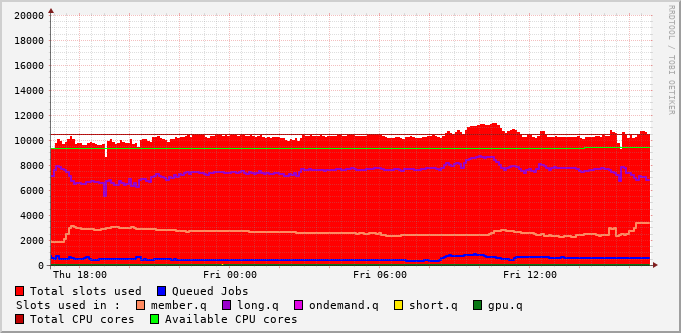 20000
18000
16000
14000
12000
10000
8000
6000
4000
2000
0
Thu 18:00 Fri 00:00 Fri 06:00 Fri 12:00
Total slots used Queued Jobs
Slots used in : member.q long.q ondemand.q short.q gpu.q
Total CPU cores Available CPU cores
RRDTOOL / TOBI OETIKER